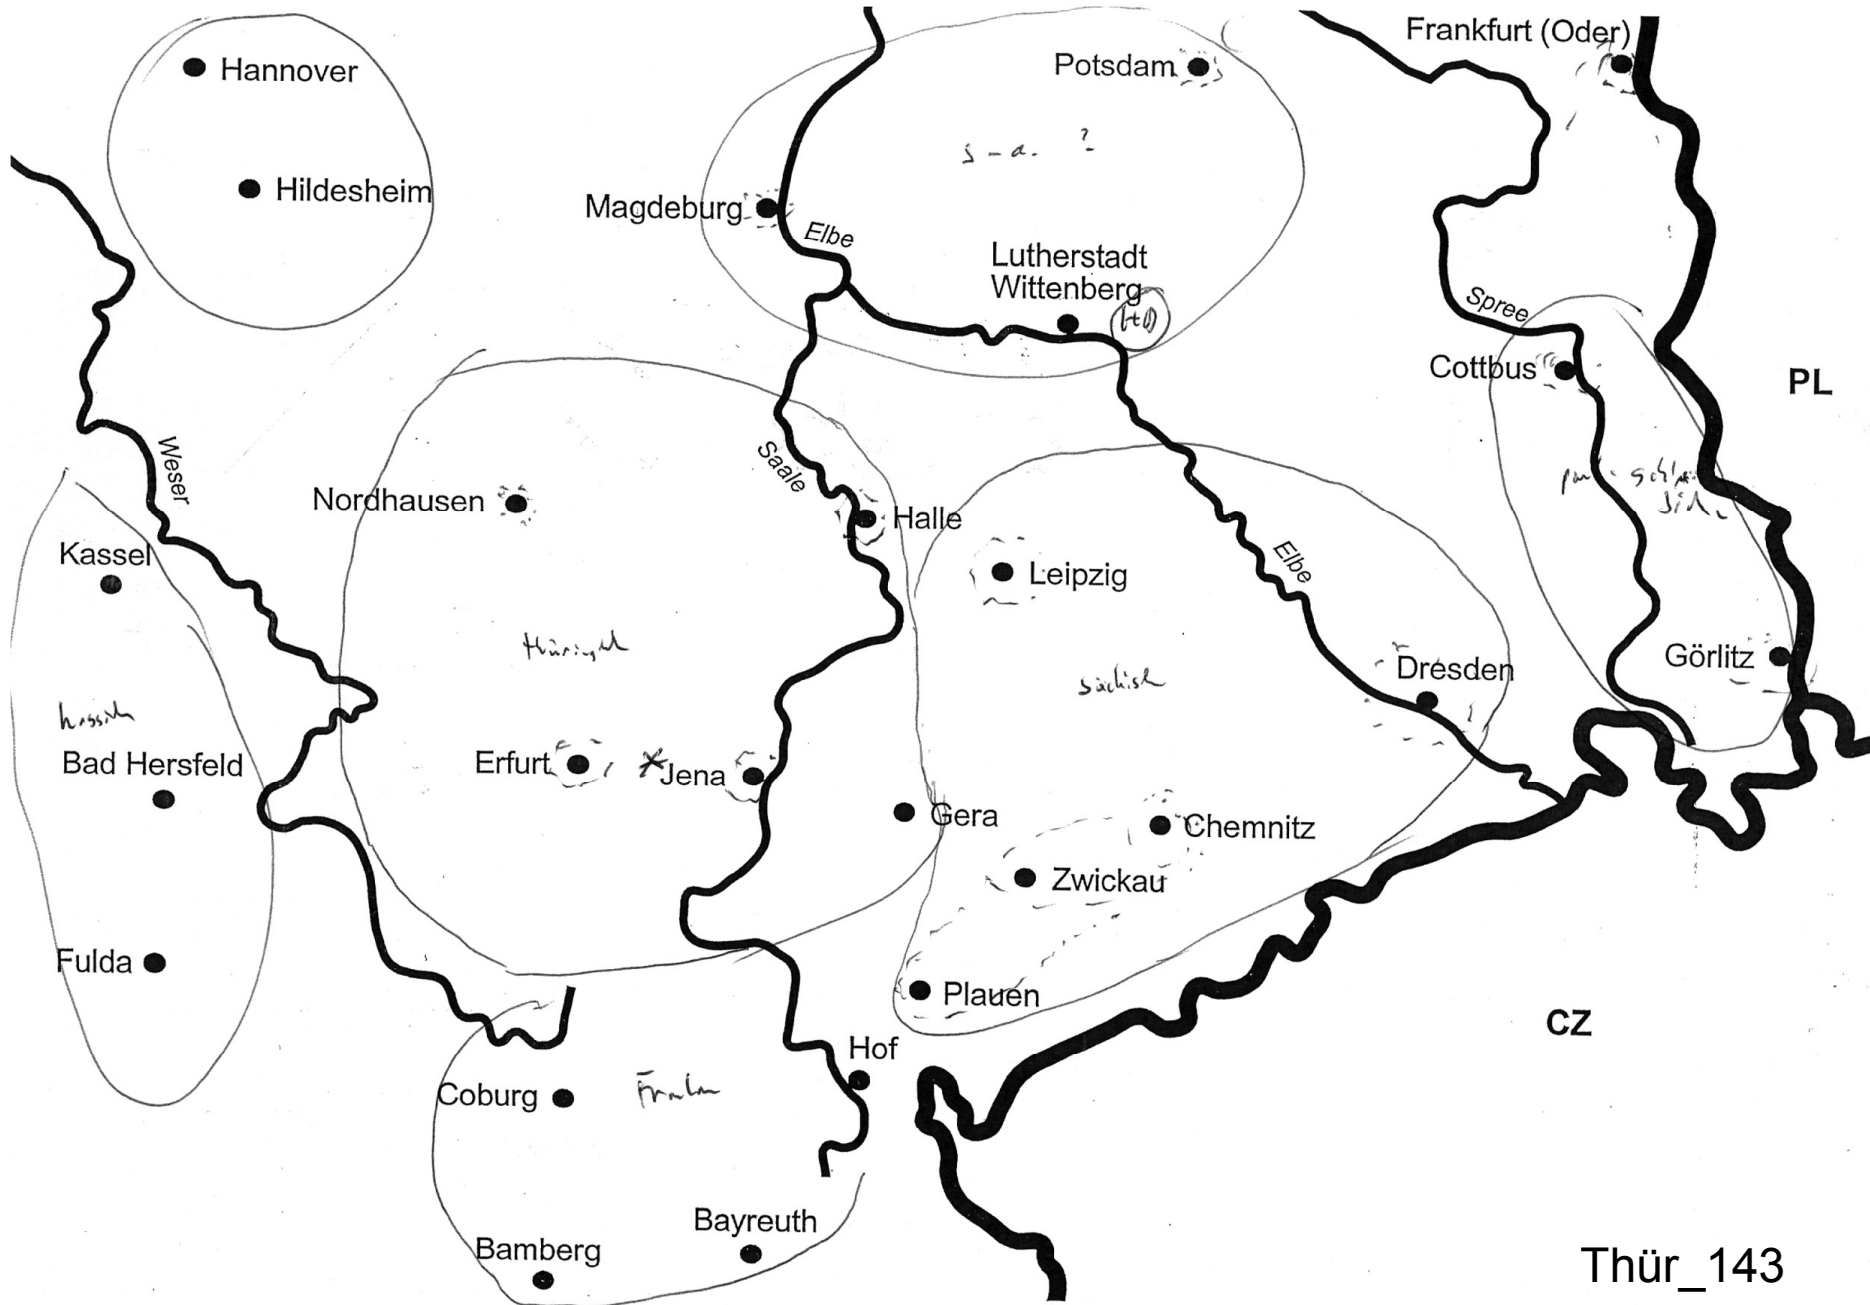 Frankfurt (Oder)
Hannover
Potsdam
s-a. ?
Hildesheim
Magdeburg
Elbe
Lutherstadt
Wittenberg
Spree
Cottbus
PL
Weser
Saale
Nordhausen
Halle
Kassel
Leipzig
Elbe
thüringisch
Görlitz
Dresden
sächsisch
hessisch
Bad Hersfeld
Erfurt
Jena
Gera
Chemnitz
Zwickau
Fulda
Plauen
CZ
Hof
Coburg
Franken
Bayreuth
Bamberg
Thür_143